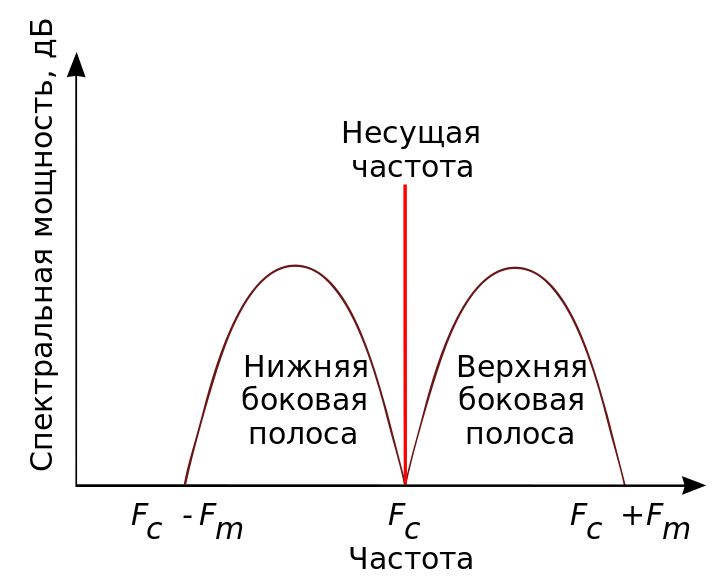 Спектральная мощность, дБ
Несущая
частота
Нижняя
боковая
полоса
Верхняя
боковая
полоса
Fc - Fm
Fc
Fc +Fm
Частота